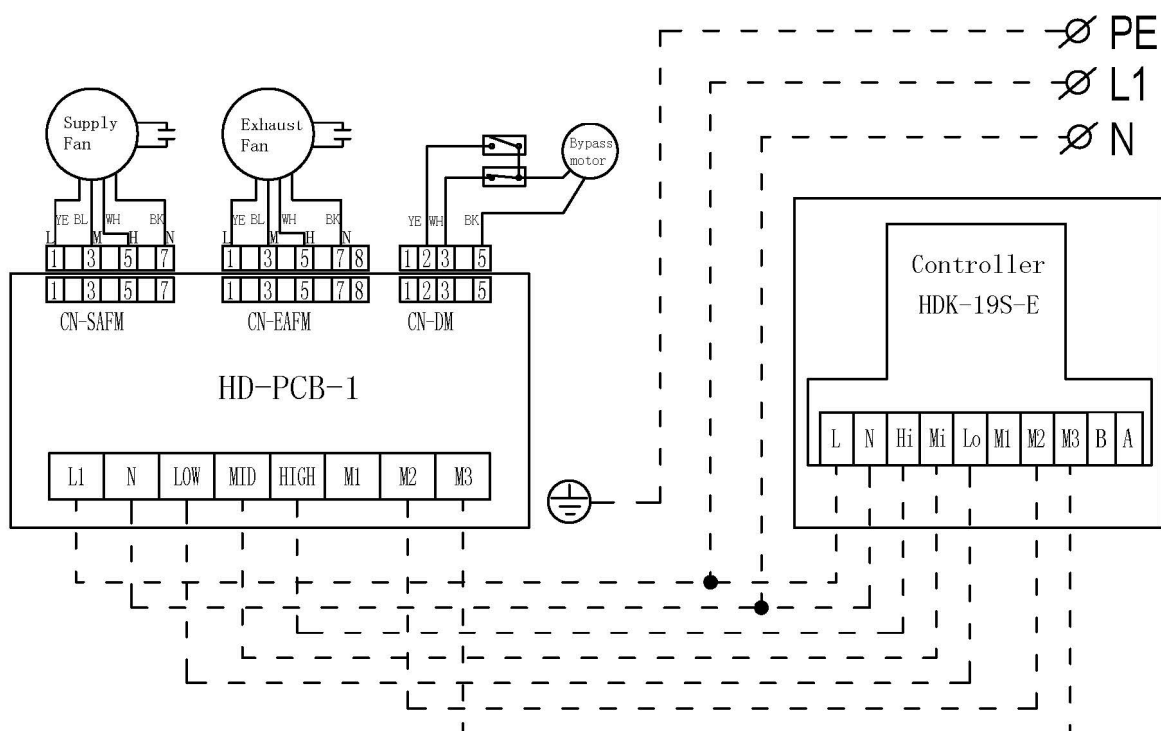 PE
L1
N
Supply
Fan
Exhaust
Fan
Bypass
motor
YE BL WH BK
YE BL WH BK
YE WH BK
L M H N
L M H N
1 3 5 7
1 3 5 7 8
1 2 3 5
1 3 5 7
1 3 5 7 8
1 2 3 5
CN-SAFM
CN-EAFM
CN-DM
HD-PCB-1
L1 N LOW MID HIGH M1 M2 M3
Controller
HDK-19S-E
L N Hi Mi Lo M1 M2 M3 B A